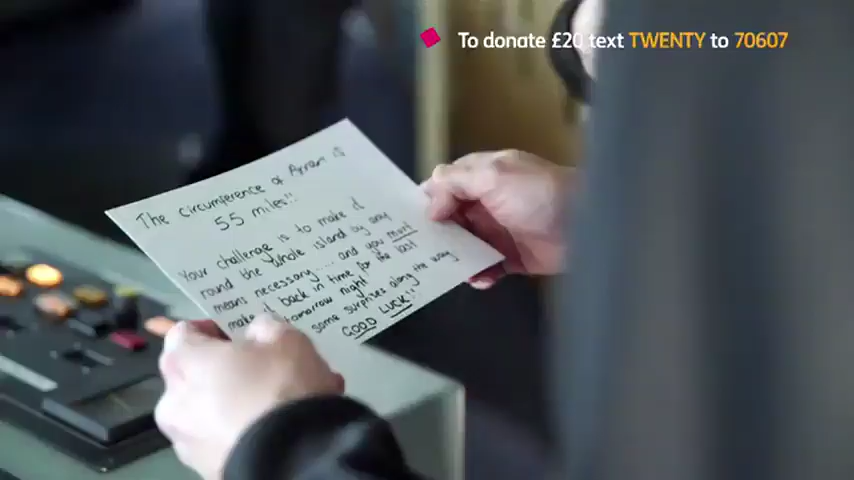 To donate £20 text TWENTY to 70607
The circumference of Arran is
55 miles!!
Your challenge is to make it
round the whole island by any
means necessary.... and you must
make it back in time for the last
tomorrow night
some surprises along the way
GOOD LUCK!!